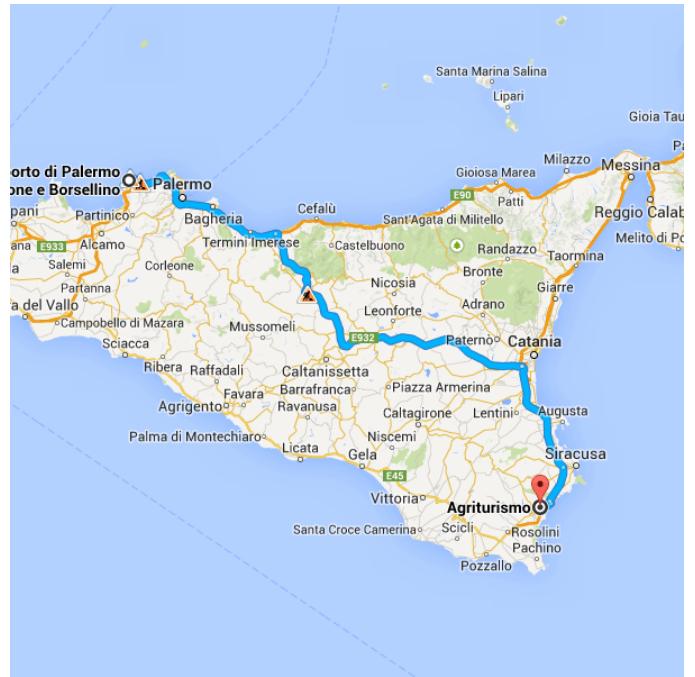 Santa Marina Salina
Lipari
Gioia Tau
Milazzo
Messina
Gioiosa Marea
Patti
E90
Reggio Calab
Melito di Po
porto di Palermo
one e Borsellino
Palermo
Bagheria
Termini Imerese
Cefalù
Sant'Agata di Militello
Castelbuono
Randazzo
Taormina
pani
Partinico
Alcamo
E933
Salemi
Corleone
Partanna
a del Vallo
Campobello di Mazara
Sciacca
Ribera
Mussomeli
Nicosia
Leonforte
Bronte
Adrano
Giarre
E932
Paternò
Catania
Caltanissetta
Raffadali
Barrafranca
Piazza Armerina
Agrigento
Favara
Ravanusa
Caltagirone
Lentini
Augusta
Palma di Montechiaro
Licata
Gela
Niscemi
Siracusa
E45
Vittoria
Agriturismo
Santa Croce Camerina
Scicli
Rosolini
Pachino
Pozzallo